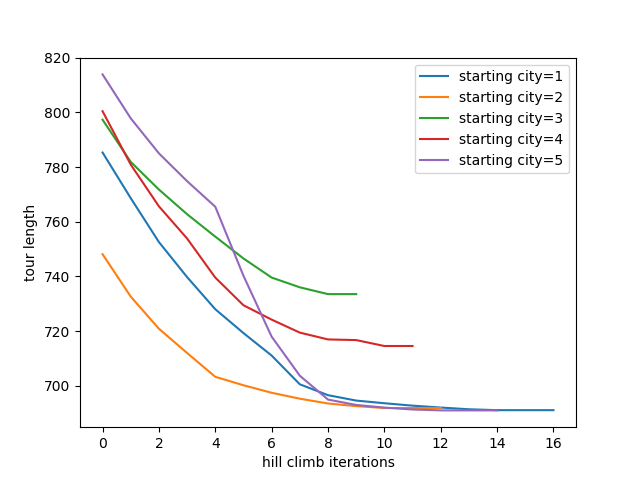 820
800
780
760
740
720
700
tour length
0 2 4 6 8 10 12 14 16
hill climb iterations
starting city=1
starting city=2
starting city=3
starting city=4
starting city=5